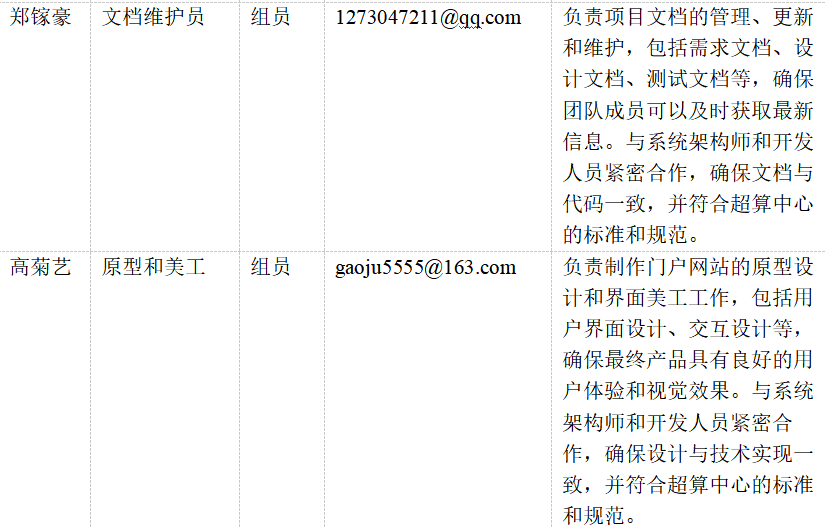 郑镓豪 文档维护员 组员 1273047211@qq.com 负责项目文档的管理、更新
和维护，包括需求文档、设
计文档、测试文档等，确保
团队成员可以及时获取最新
信息。与系统架构师和开发
人员紧密合作，确保文档与
代码一致，并符合超算中心
的标准和规范。
高菊艺 原型和美工 组员 gaoju5555@163.com 负责制作门户网站的原型设
计和界面美工工作，包括用
户界面设计、交互设计等，
确保最终产品具有良好的用
户体验和视觉效果。与系统
架构师和开发人员紧密合
作，确保设计与技术实现一
致，并符合超算中心的标准
和规范。